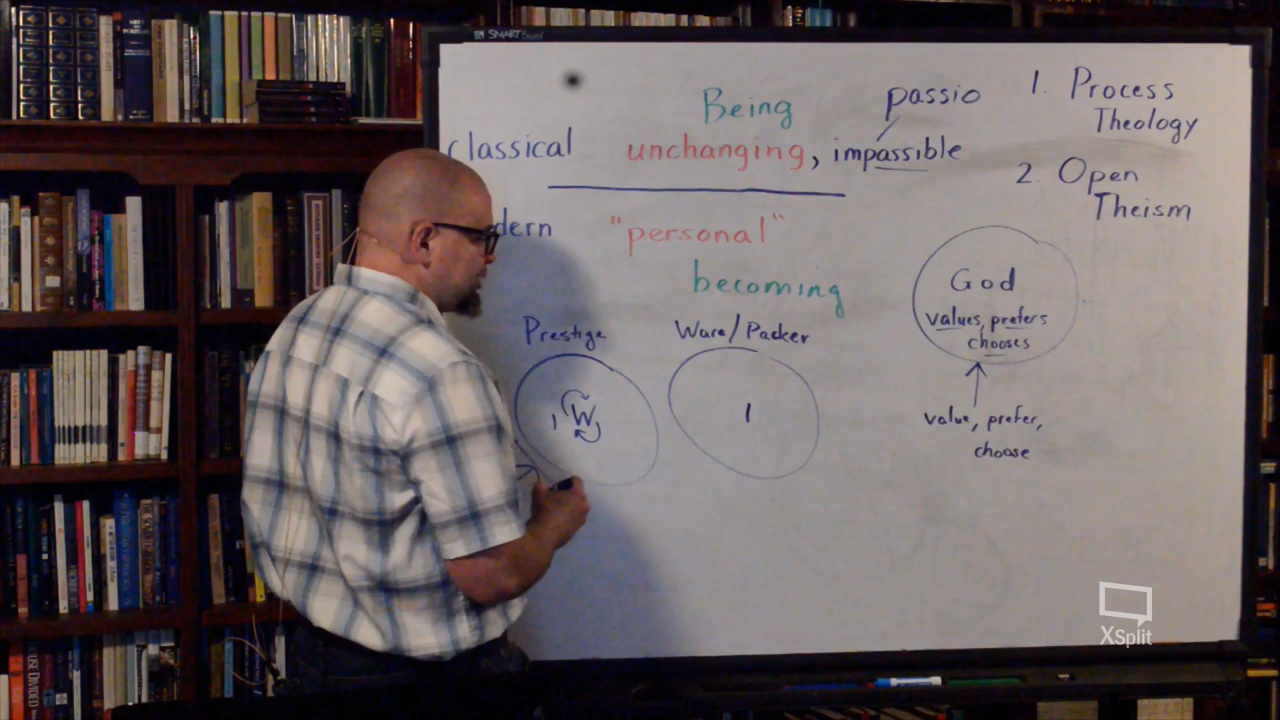 SMART Board
Being
passio
1. Process
Theology
classical unchanging, impassible
2. Open
Theism
dern "personal"
becoming
God
values, prefers
chooses
Prestige
Ware/Packer
1 W
1
value, prefer,
choose
XSplit